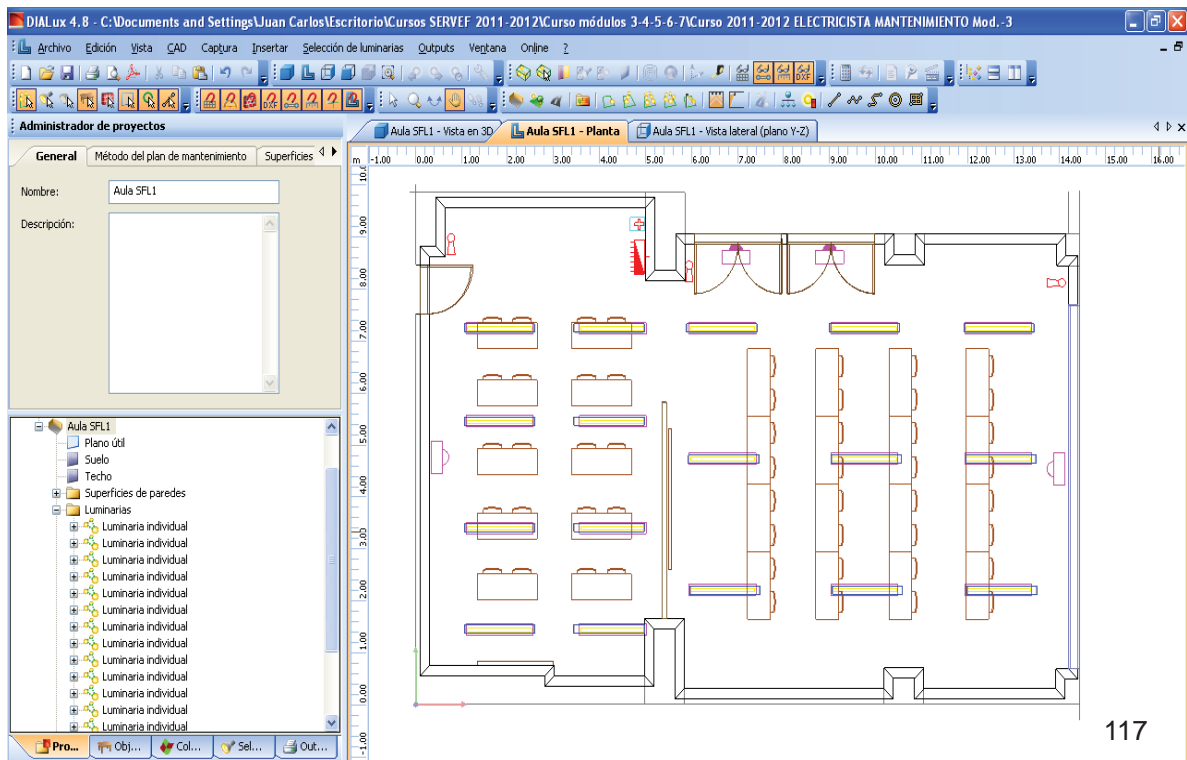 DIALux 4.8 - C:\Documents and Settings\Juan Carlos\Escritorio\Cursos SERVEF 2011-2012\Curso módulos 3-4-5-6-7\Curso 2011-2012 ELECTRICISTA MANTENIMIENTO Mod.-3
Archivo Edición Vista CAD Captura Insertar Selección de luminarias Outputs Ventana Online ?
DXF
DXF
Administrador de proyectos
General Método del plan de mantenimiento Superficies
Nombre: Aula SFL1
Descripción:
Aula SFL1
Plano útil
Suelo
Techo
Superficies de paredes
Luminarias
Luminaria individual
Luminaria individual
Luminaria individual
Luminaria individual
Luminaria individual
Luminaria individual
Luminaria individual
Luminaria individual
Luminaria individual
Luminaria individual
Luminaria individual
Luminaria individual
Luminaria individual
Pro... Obj... Col... Sel... Out...
Aula SFL1 - Vista en 3D Aula SFL1 - Planta Aula SFL1 - Vista lateral (plano Y-Z)
m -1.00 0.00 1.00 2.00 3.00 4.00 5.00 6.00 7.00 8.00 9.00 10.00 11.00 12.00 13.00 14.00 15.00 16.00
9.00
8.00
7.00
6.00
5.00
4.00
3.00
2.00
1.00
0.00
-1.00
117